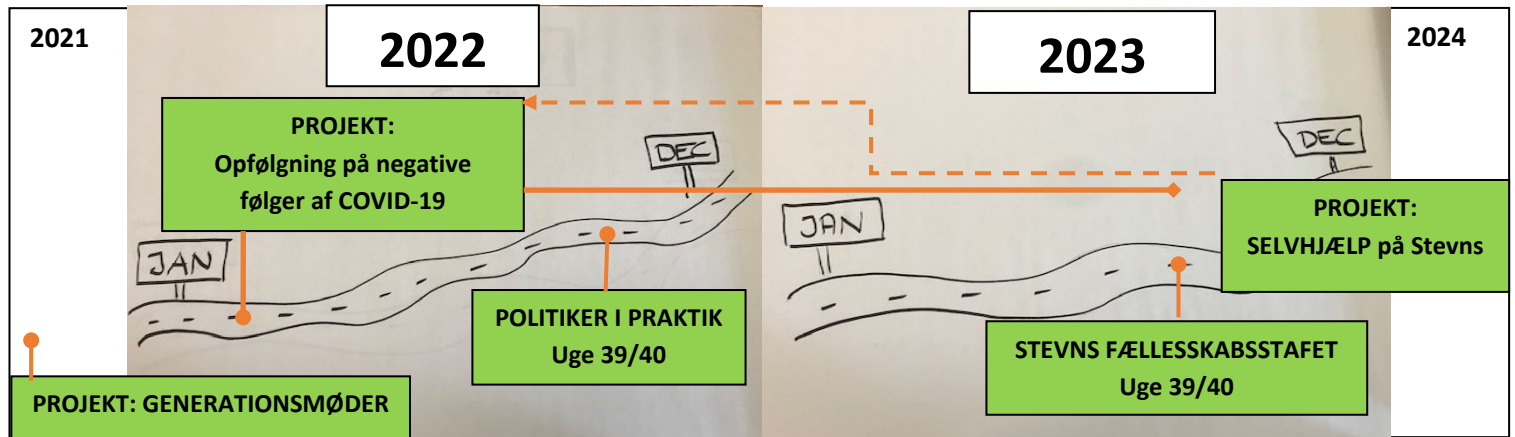 2021
2022
2023
2024
PROJEKT:
Opfølgning på negative
følger af COVID-19
DEC
DEC
JAN
JAN
PROJEKT:
SELVHJÆLP på Stevns
POLITIKER I PRAKTIK
Uge 39/40
STEVNS FÆLLESSKABSSTAFET
Uge 39/40
PROJEKT: GENERATIONSMØDER